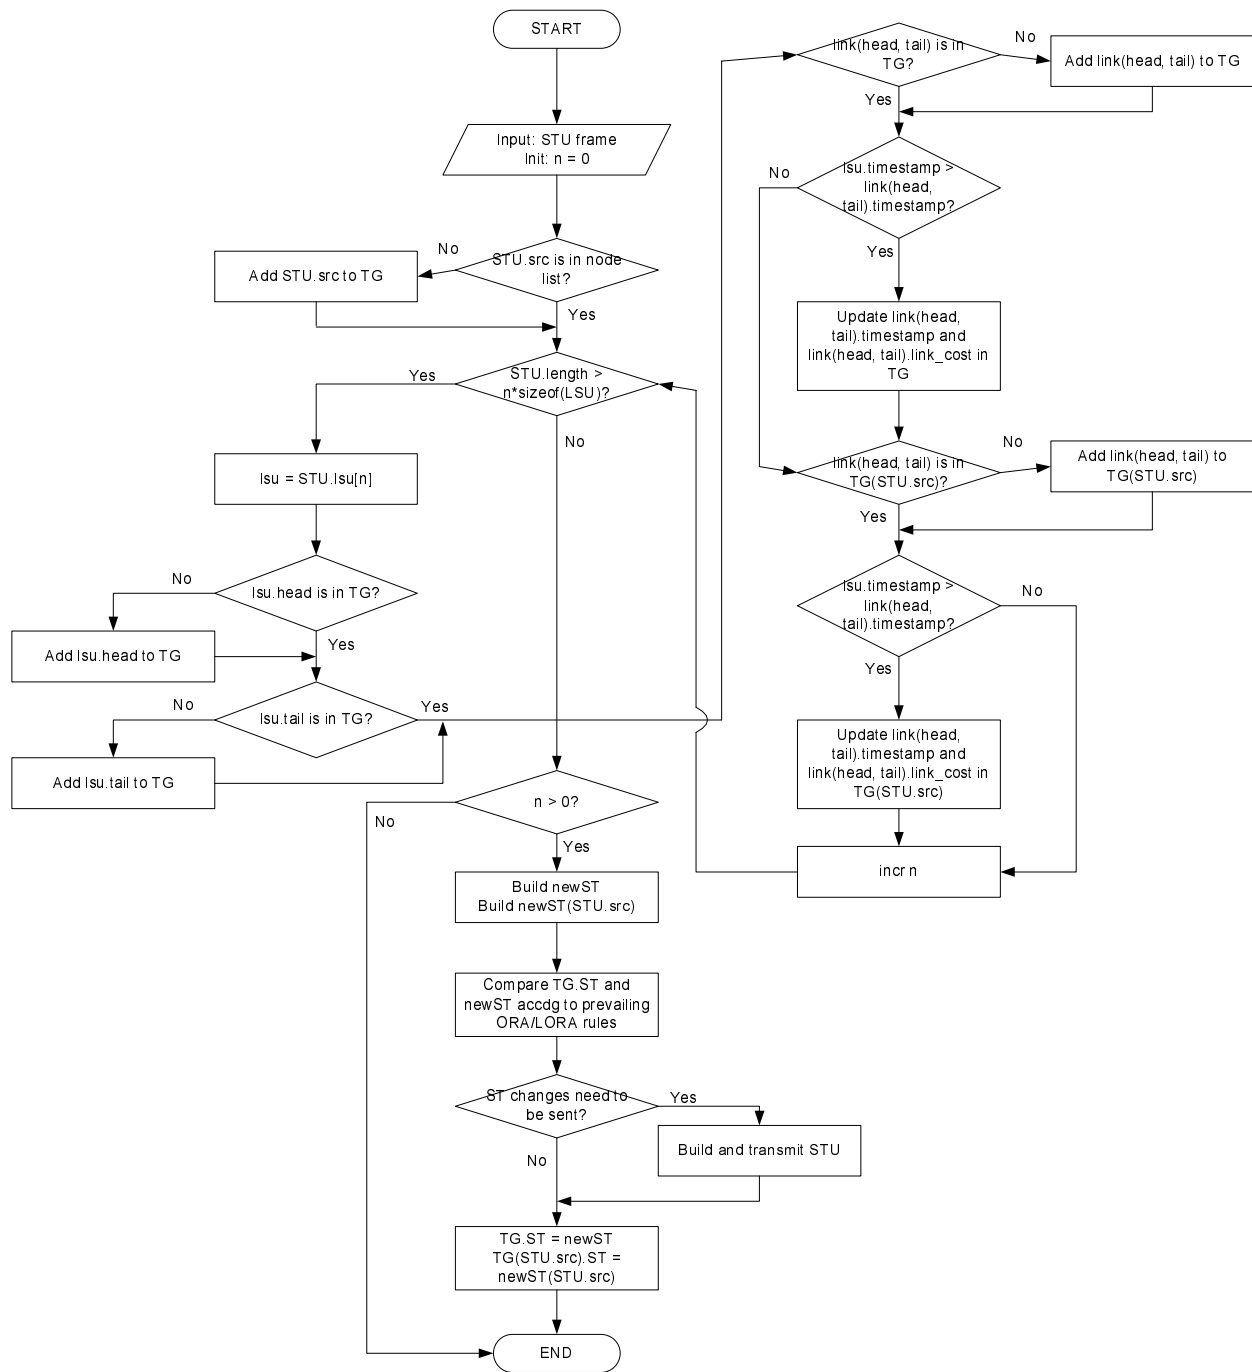 START
Input: STU frame
Init: n = 0
STU.src is in node
list?
No
Add STU.src to TG
Yes
STU.length >
n*sizeof(LSU)?
Yes
No
lsu = STU.lsu[n]
lsu.head is in TG?
No
Add lsu.head to TG
Yes
lsu.tail is in TG?
No
Add lsu.tail to TG
Yes
link(head, tail) is in
TG?
No
Add link(head, tail) to TG
Yes
lsu.timestamp >
link(head,
tail).timestamp?
No
Yes
Update link(head,
tail).timestamp and
link(head, tail).link_cost in
TG
link(head, tail) is in
TG(STU.src)?
No
Add link(head, tail) to
TG(STU.src)
Yes
lsu.timestamp >
link(head,
tail).timestamp?
No
Yes
Update link(head,
tail).timestamp and
link(head, tail).link_cost in
TG(STU.src)
incr n
n > 0?
No
Yes
Build newST
Build newST(STU.src)
Compare TG.ST and
newST accdg to prevailing
ORA/LORA rules
ST changes need to
be sent?
Yes
Build and transmit STU
No
TG.ST = newST
TG(STU.src).ST =
newST(STU.src)
END